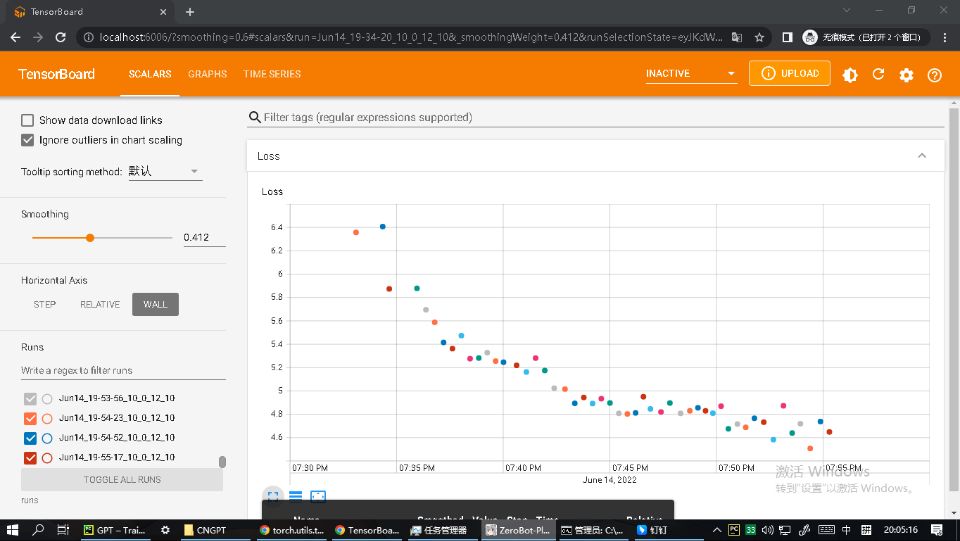 TensorBoard
localhost:6006/?smoothing=0.6#scalars&run=Jun14_19-34-20_10_0_12_10&_smoothingWeight=0.412&runSelectionState=eyJKdW...
无痕模式（已打开 2 个窗口）
TensorBoard
SCALARS
GRAPHS
TIME SERIES
INACTIVE
UPLOAD
Show data download links
Ignore outliers in chart scaling
Tooltip sorting method: 默认
Smoothing
0.412
Horizontal Axis
STEP
RELATIVE
WALL
Runs
Write a regex to filter runs
Jun14_19-53-56_10_0_12_10
Jun14_19-54-23_10_0_12_10
Jun14_19-54-52_10_0_12_10
Jun14_19-55-17_10_0_12_10
TOGGLE ALL RUNS
runs
Filter tags (regular expressions supported)
Loss
Loss
6.4
6.2
6
5.8
5.6
5.4
5.2
5
4.8
4.6
07:30 PM
07:35 PM
07:40 PM
07:45 PM
07:50 PM
07:55 PM
June 14, 2022
激活 Windows
转到"设置"以激活 Windows。
GPT – Trai...
CNGPT
torch.utils.t...
TensorBoa...
任务管理器
ZeroBot-Pl...
管理员: C:\...
钉钉
PC
33
中
拼
20:05:16